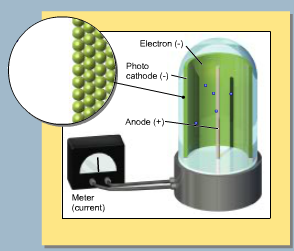 Electron (-)
Photo
cathode (-)
Anode (+)
Meter
(current)